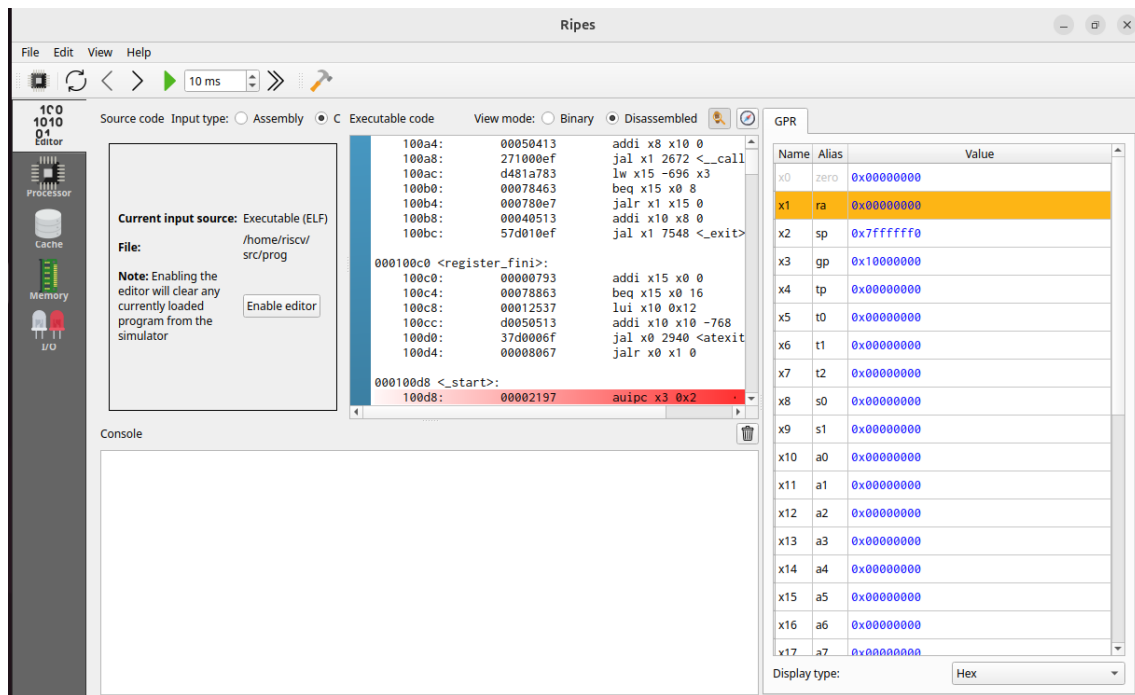 Ripes
File Edit View Help
10 ms
Editor
Processor
Cache
Memory
I/O
Source code Input type: Assembly C Executable code View mode: Binary Disassembled
Current input source: Executable (ELF)
File: /home/riscv/
src/prog
Note: Enabling the
editor will clear any
currently loaded
program from the
simulator
Enable editor
100a4: 00050413 addi x8 x10 0
100a8: 271000ef jal x1 2672 <__call
100ac: d481a783 lw x15 -696 x3
100b0: 00078463 beq x15 x0 8
100b4: 000780e7 jalr x1 x15 0
100b8: 00040513 addi x10 x8 0
100bc: 57d010ef jal x1 7548 <_exit>
000100c0 <register_fini>:
100c0: 00000793 addi x15 x0 0
100c4: 00078863 beq x15 x0 16
100c8: 00012537 lui x10 0x12
100cc: d0050513 addi x10 x10 -768
100d0: 37d0006f jal x0 2940 <atexit
100d4: 00008067 jalr x0 x1 0
000100d8 <_start>:
100d8: 00002197 auipc x3 0x2
Console
GPR
Name Alias Value
x0 zero 0x00000000
x1 ra 0x00000000
x2 sp 0x7ffffff0
x3 gp 0x10000000
x4 tp 0x00000000
x5 t0 0x00000000
x6 t1 0x00000000
x7 t2 0x00000000
x8 s0 0x00000000
x9 s1 0x00000000
x10 a0 0x00000000
x11 a1 0x00000000
x12 a2 0x00000000
x13 a3 0x00000000
x14 a4 0x00000000
x15 a5 0x00000000
x16 a6 0x00000000
x17 a7 0x00000000
Display type: Hex